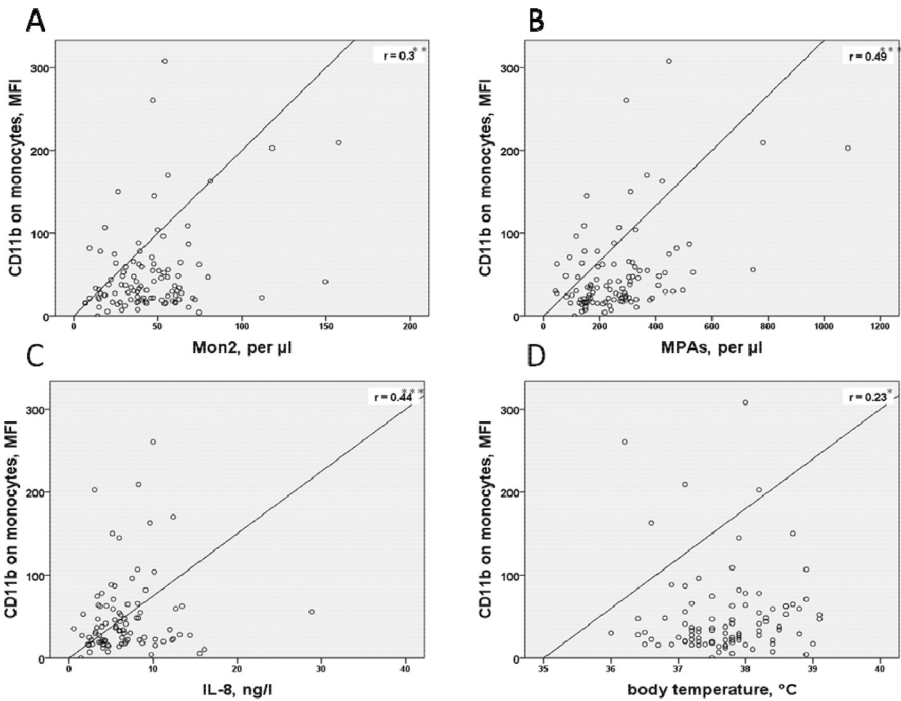 A
CD11b on monocytes, MFI
300
200
100
0
r = 0.3**
0 50 100 150 200
Mon2, per µl
B
CD11b on monocytes, MFI
300
200
100
0
r = 0.49***
0 200 400 600 800 1000 1200
MPAs, per µl
C
CD11b on monocytes, MFI
300
200
100
0
r = 0.44***
0 10 20 30 40
IL-8, ng/l
D
CD11b on monocytes, MFI
300
200
100
0
r = 0.23*
35 36 37 38 39 40
body temperature, °C